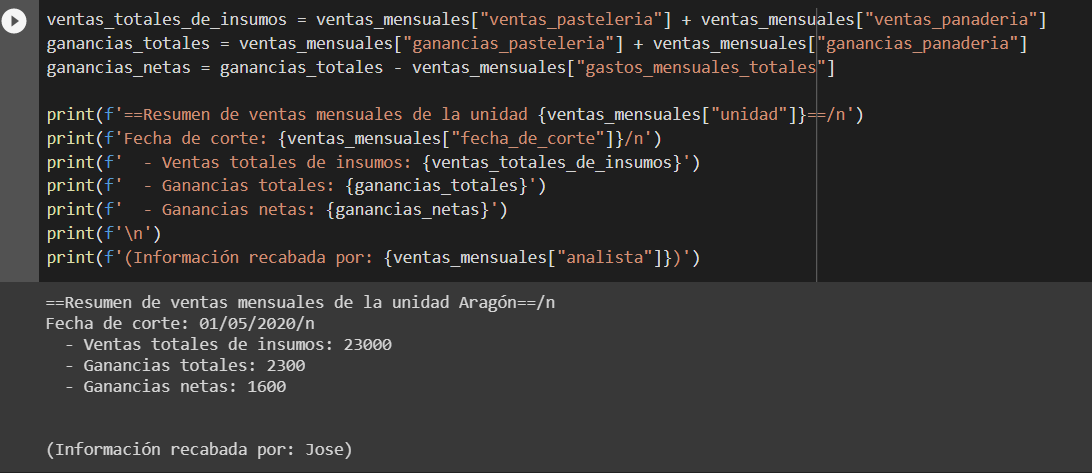 ventas_totales_de_insumos = ventas_mensuales["ventas_pasteleria"] + ventas_mensuales["ventas_panaderia"]
ganancias_totales = ventas_mensuales["ganancias_pasteleria"] + ventas_mensuales["ganancias_panaderia"]
ganancias_netas = ganancias_totales - ventas_mensuales["gastos_mensuales_totales"]

print(f'==Resumen de ventas mensuales de la unidad {ventas_mensuales["unidad"]}==/n')
print(f'Fecha de corte: {ventas_mensuales["fecha_de_corte"]}/n')
print(f'  - Ventas totales de insumos: {ventas_totales_de_insumos}')
print(f'  - Ganancias totales: {ganancias_totales}')
print(f'  - Ganancias netas: {ganancias_netas}')
print(f'\n')
print(f'(Información recabada por: {ventas_mensuales["analista"]})')
==Resumen de ventas mensuales de la unidad Aragón==/n
Fecha de corte: 01/05/2020/n
  - Ventas totales de insumos: 23000
  - Ganancias totales: 2300
  - Ganancias netas: 1600

(Información recabada por: Jose)